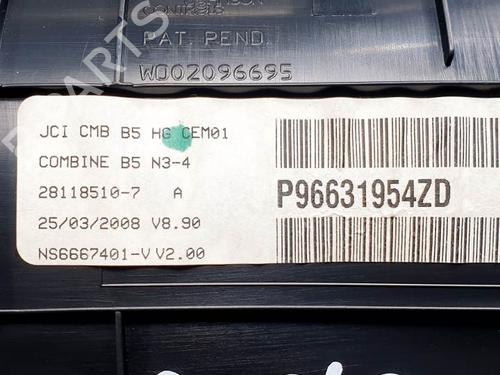 CONTROLS
PAT. PEND.
W002096695
JCI CMB B5 HG CEM01
COMBINE B5 N3-4
28118510-7 A
25/03/2008 V8.90
NS6667401-V V2.00
P96631954ZD